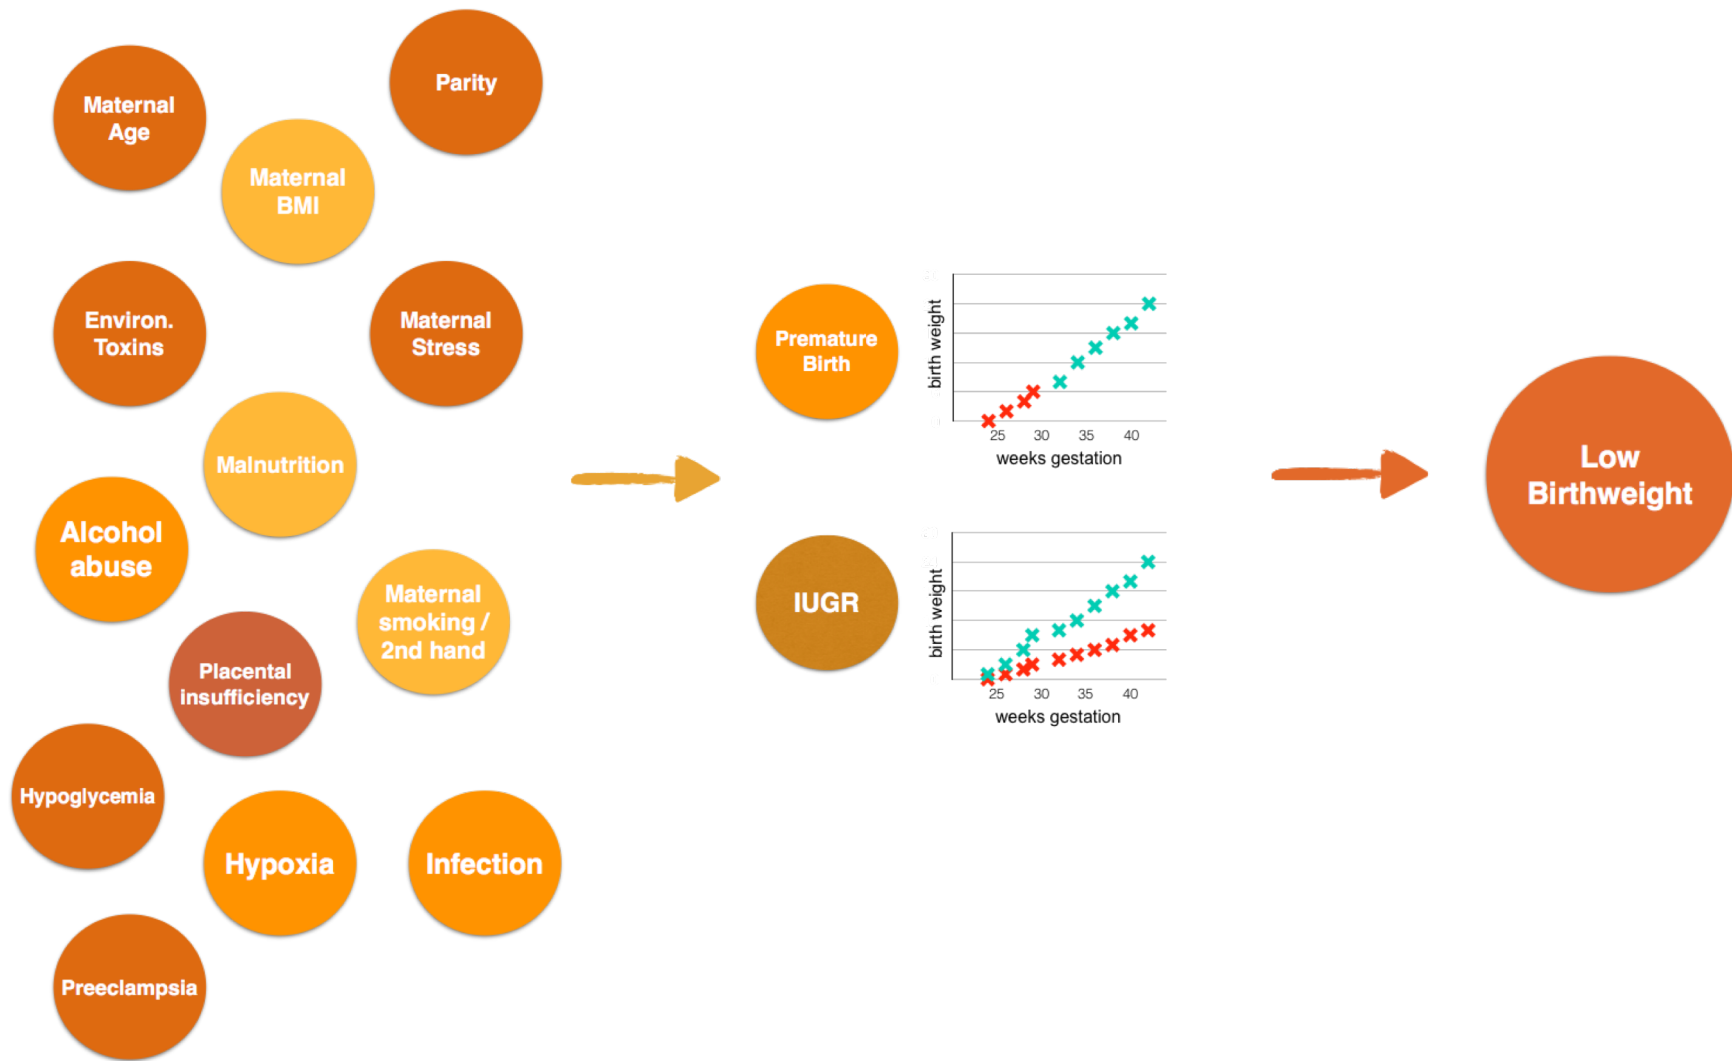 Parity
Maternal
Age
Maternal
BMI
Environ.
Toxins
Maternal
Stress
Malnutrition
Alcohol
abuse
Maternal
smoking /
2nd hand
Placental
insufficiency
Hypoglycemia
Hypoxia
Infection
Preeclampsia
Premature
Birth
birth weight
25 30 35 40
weeks gestation
IUGR
birth weight
25 30 35 40
weeks gestation
Low
Birthweight